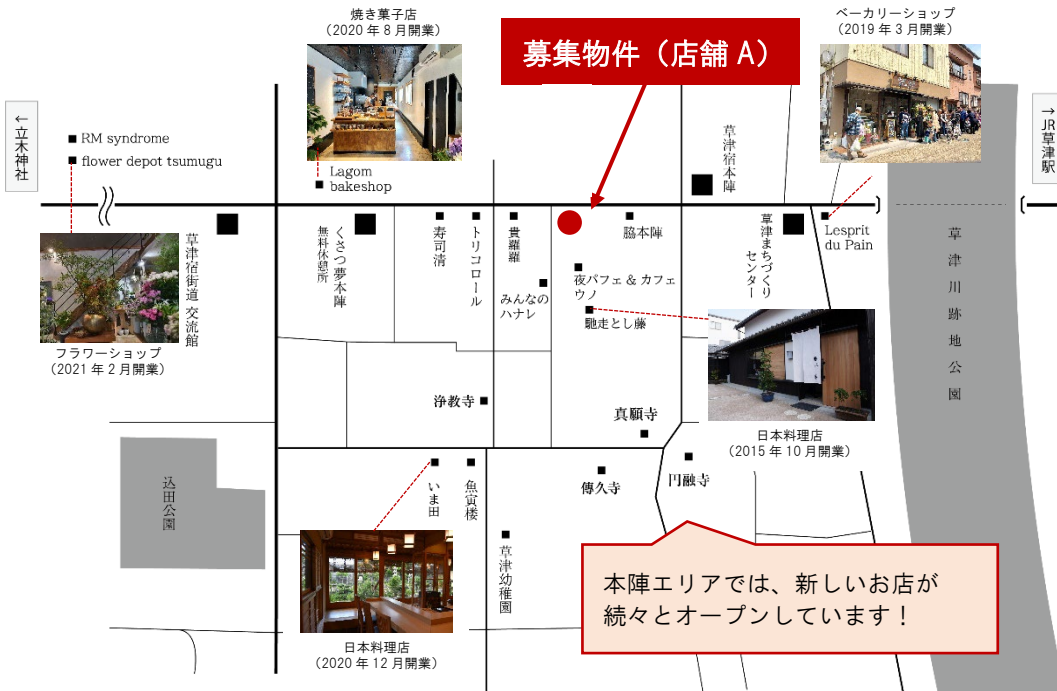 焼き菓子店
(2020年8月開業)
募集物件(店舗A)
ベーカリーショップ
(2019年3月開業)
←立木神社
→JR草津駅
■ RM syndrome
■ flower depot tsumugu
Lagom
bakeshop
草津宿本陣
草津宿街道交流館
くさつ夢本陣
無料休憩所
寿司清
トリコロール
貴羅羅
脇本陣
草津まちづくり
センター
Lesprit
du Pain
みんなの
ハナレ
夜パフェ&カフェ
ウノ
馳走とし藤
草津川跡地公園
フラワーショップ
(2021年2月開業)
浄教寺
真願寺
日本料理店
(2015年10月開業)
込田公園
いま田
魚寅楼
傳久寺
円融寺
草津幼稚園
本陣エリアでは、新しいお店が
続々とオープンしています!
日本料理店
(2020年12月開業)